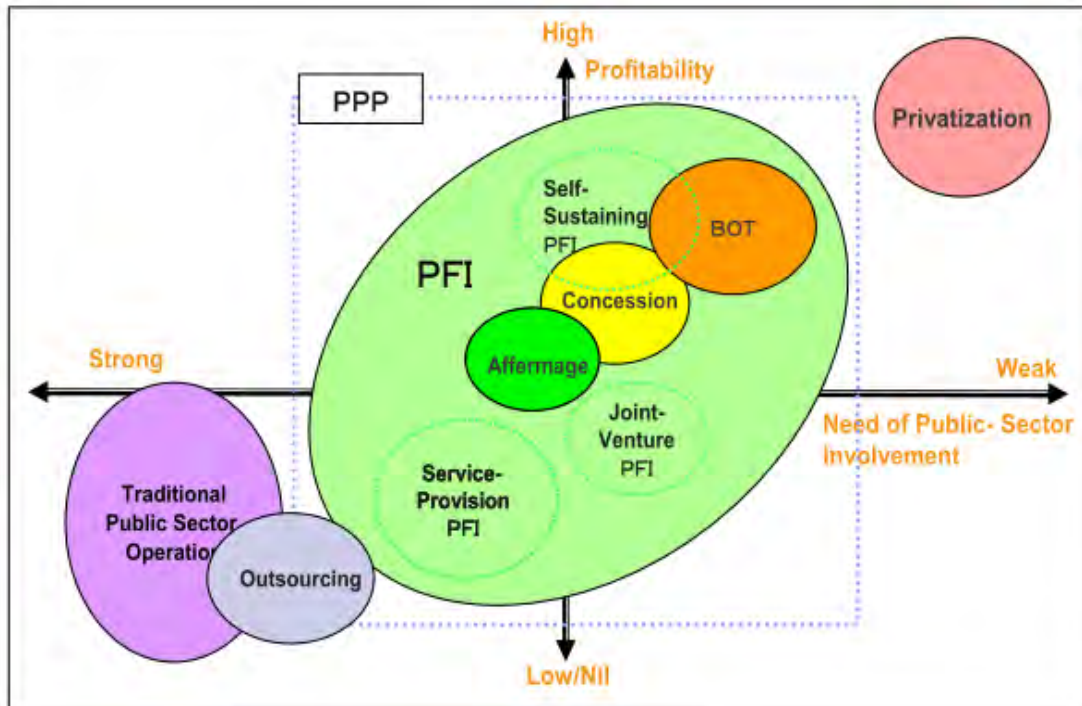 High
Profitability
PPP
Privatization
Self-
Sustaining
PFI
BOT
PFI
Concession
Strong
Affermage
Weak
Joint-
Venture
PFI
Need of Public- Sector
Involvement
Service-
Provision
PFI
Traditional
Public Sector
Operation
Outsourcing
Low/Nil